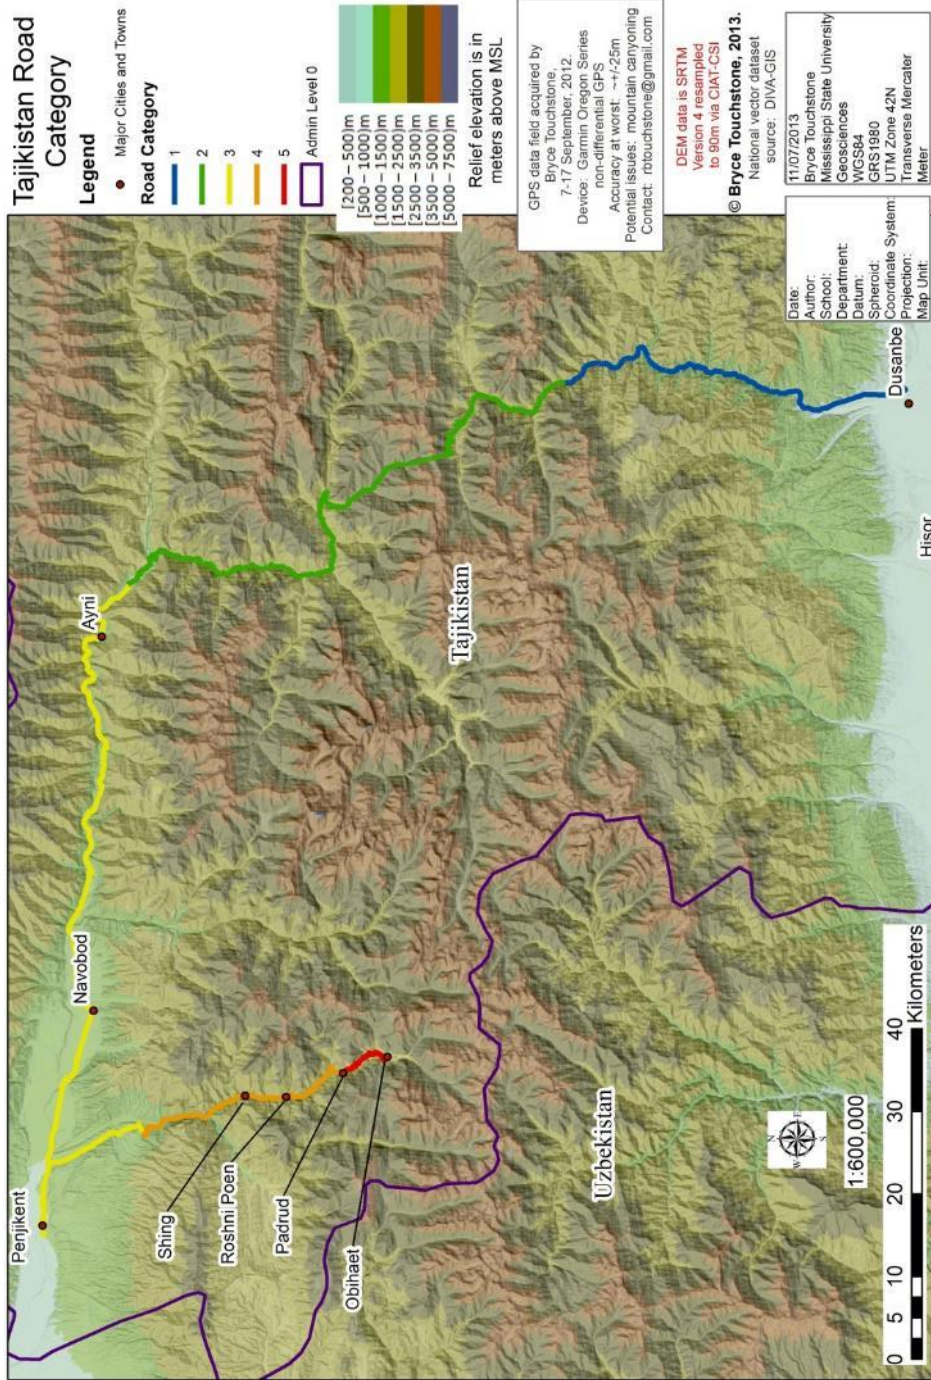 Tajikistan Road
Category
Legend
Major Cities and Towns
Road Category
1
2
3
4
5
Admin Level 0
[200-500)m
[500-1000)m
[1000-1500)m
[1500-2500)m
[2500-3500)m
[3500-5000)m
[5000-7500)m
Relief elevation is in
meters above MSL
GPS data field acquired by
Bryce Touchstone,
7-17 September, 2012.
Device: Garmin Oregon Series
non-differential GPS
Accuracy at worst: ~+/-25m
Potential issues: mountain canyoning
Contact: rbtouchstone@gmail.com
DEM data is SRTM
Version 4 resampled
to 90m via CIAT-CSI
© Bryce Touchstone, 2013.
National vector dataset
source: DIVA-GIS
Date: 11/07/2013
Author: Bryce Touchstone
School: Mississippi State University
Department: Geosciences
Datum: WGS84
Spheroid: GRS1980
Coordinate System: UTM Zone 42N
Projection: Transverse Mercater
Map Unit: Meter
Penjikent
Navobod
Ayni
Shing
Roshni Poen
Padrud
Obihaet
Tajikistan
Uzbekistan
Dusanbe
Hisor
N
W E
S
1:600,000
0 5 10 20 30 40
Kilometers